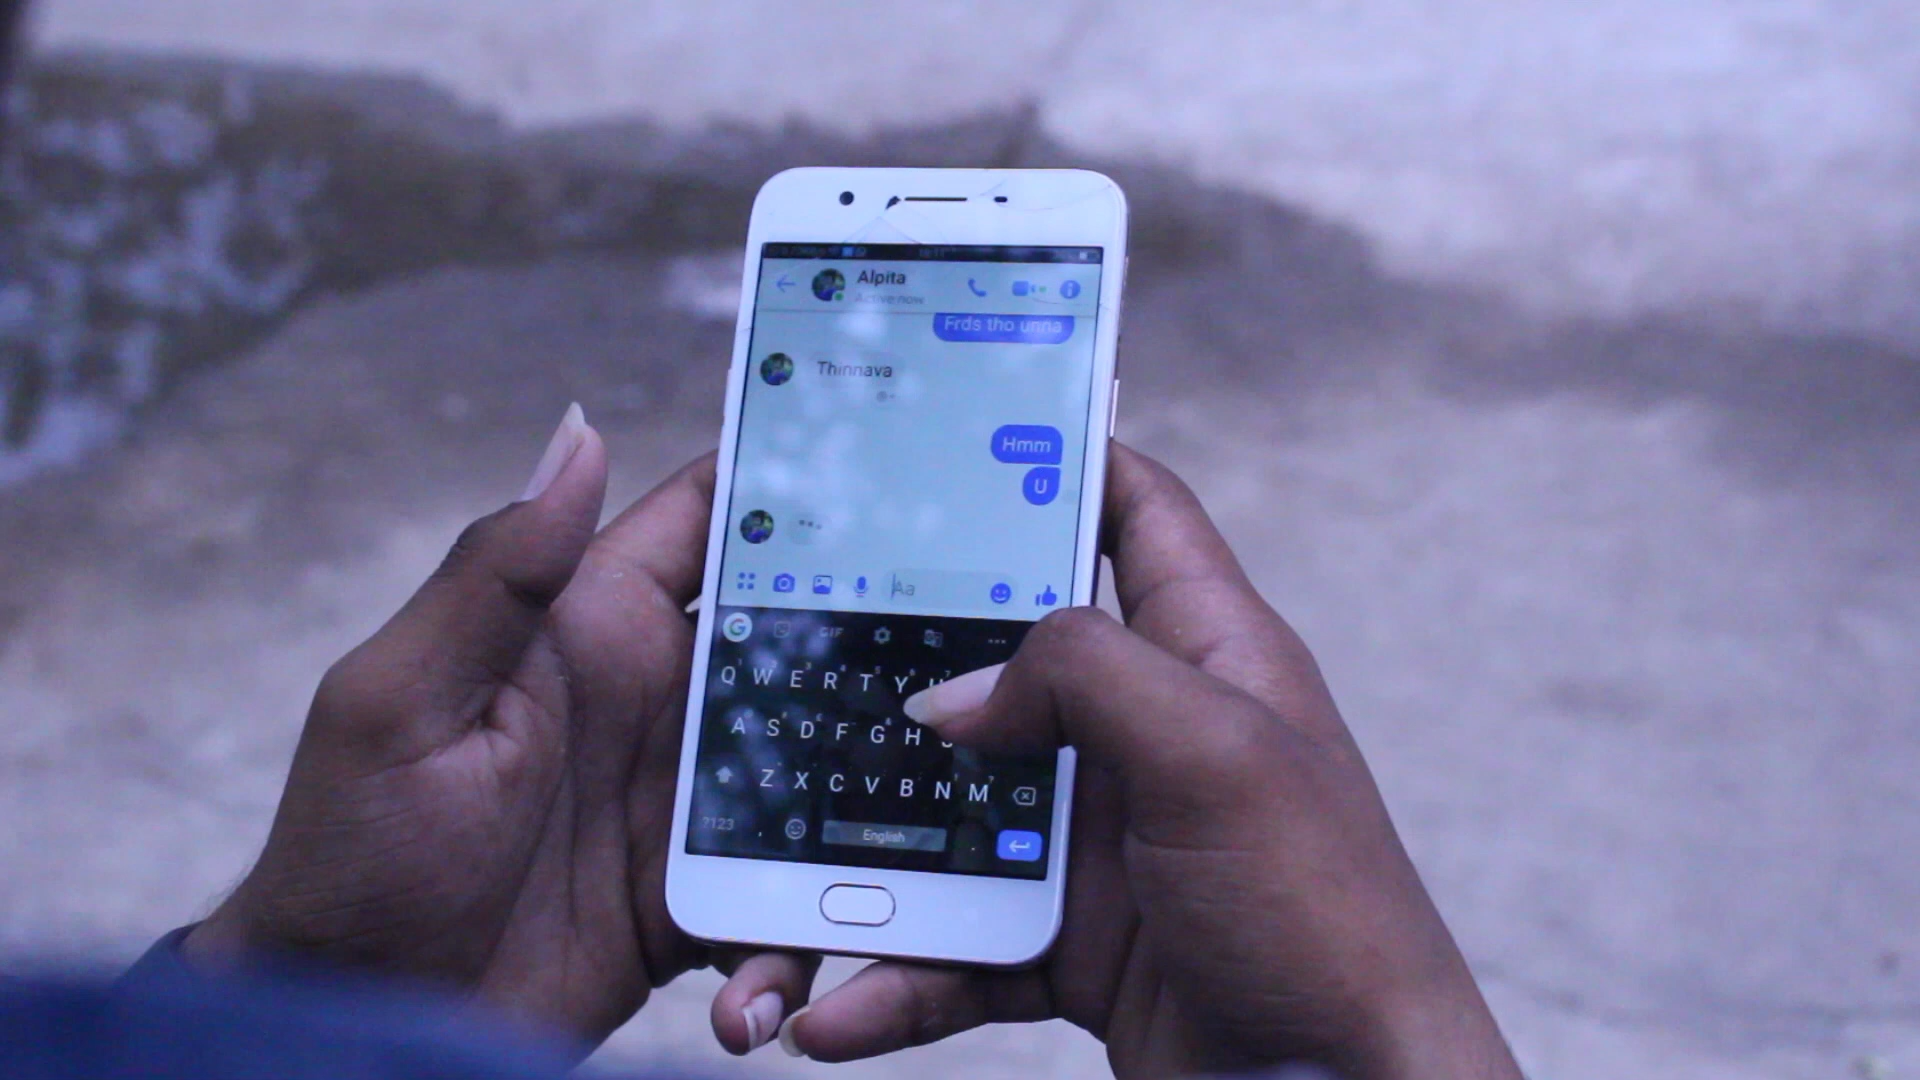 Alpita
Active now
Frds tho unna
Thinnava
Hmm
U
Aa
GIF
Q W E R T Y U
A S D F G H J
Z X C V B N M
?123 , English .